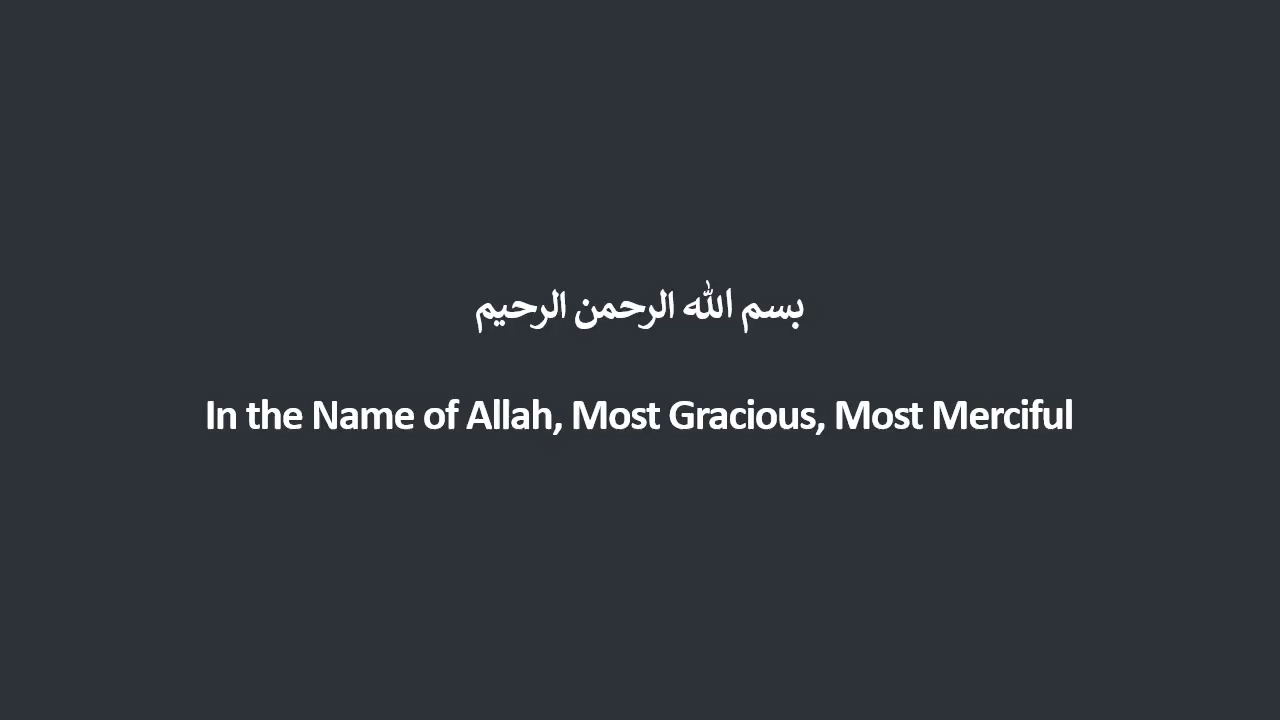 بسم الله الرحمن الرحيم
In the Name of Allah, Most Gracious, Most Merciful